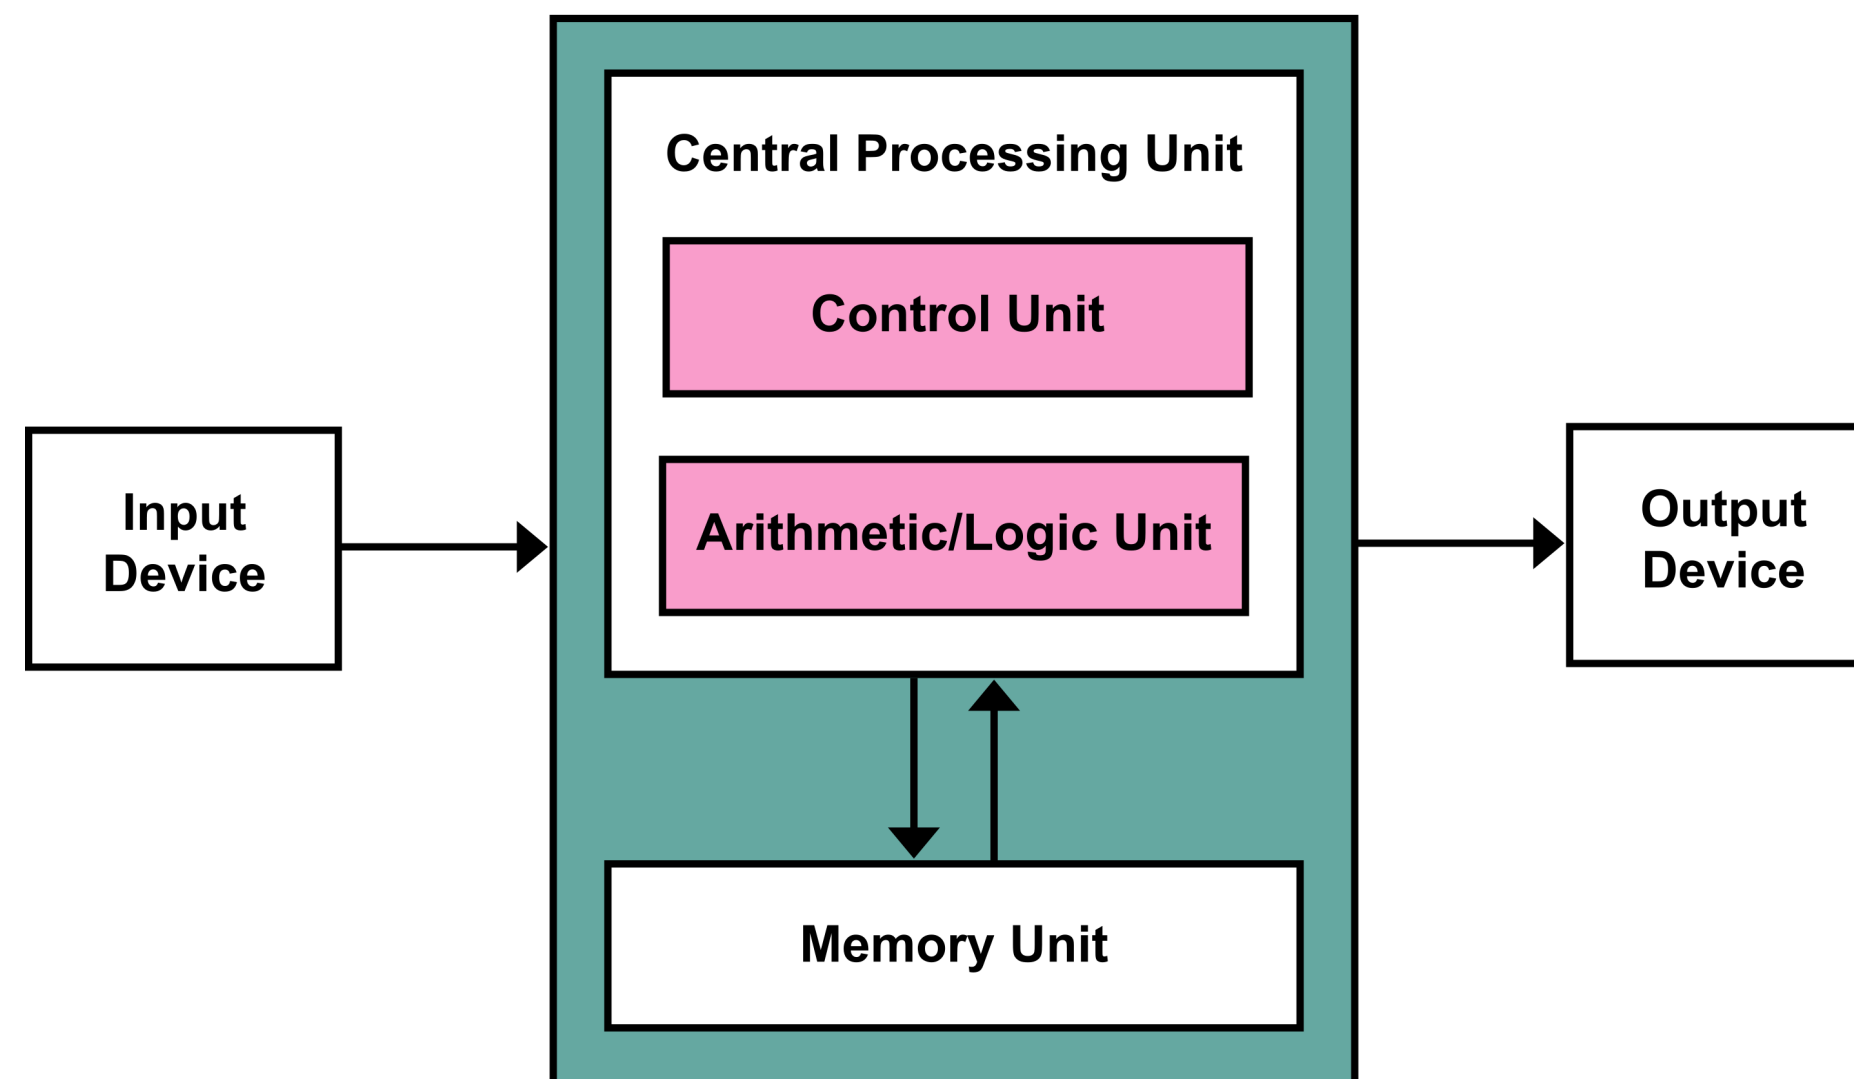 Central Processing Unit
Control Unit
Arithmetic/Logic Unit
Input
Device
Output
Device
Memory Unit